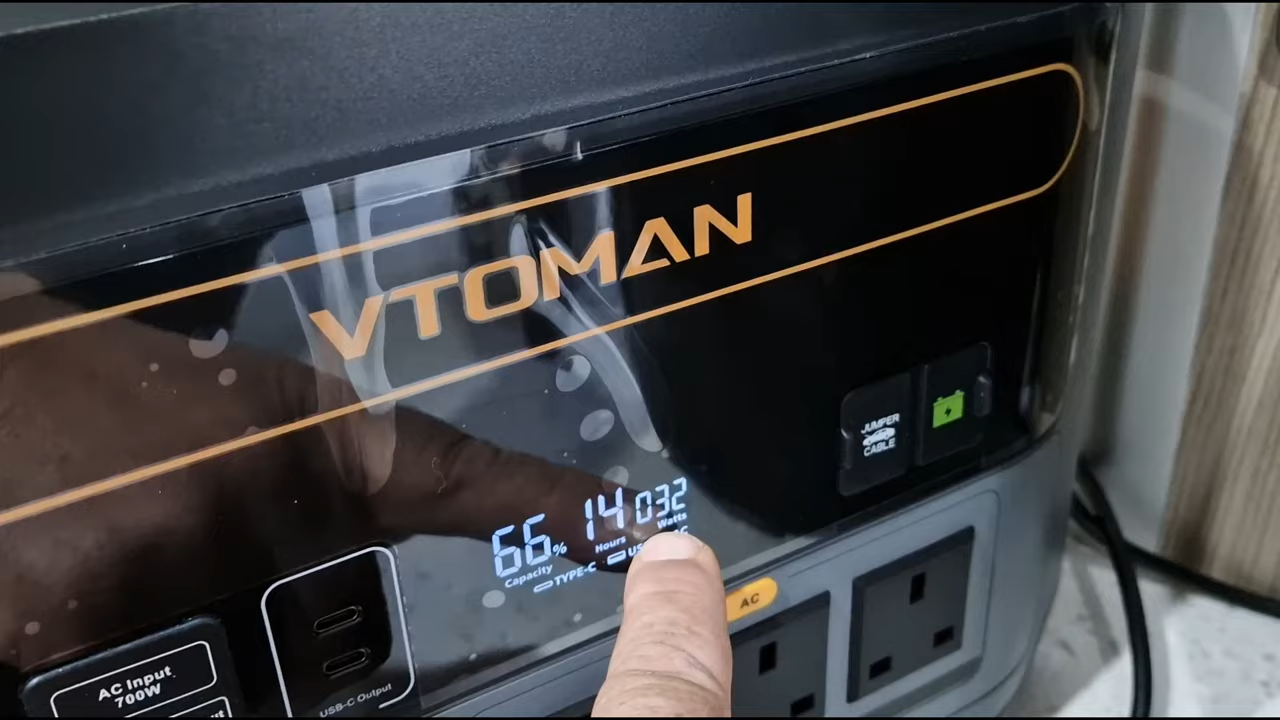 VTOMAN
JUMPER
CABLE
66% 14 032
Capacity Hours Watts
TYPE-C
AC
AC Input
700W
USB-C Output